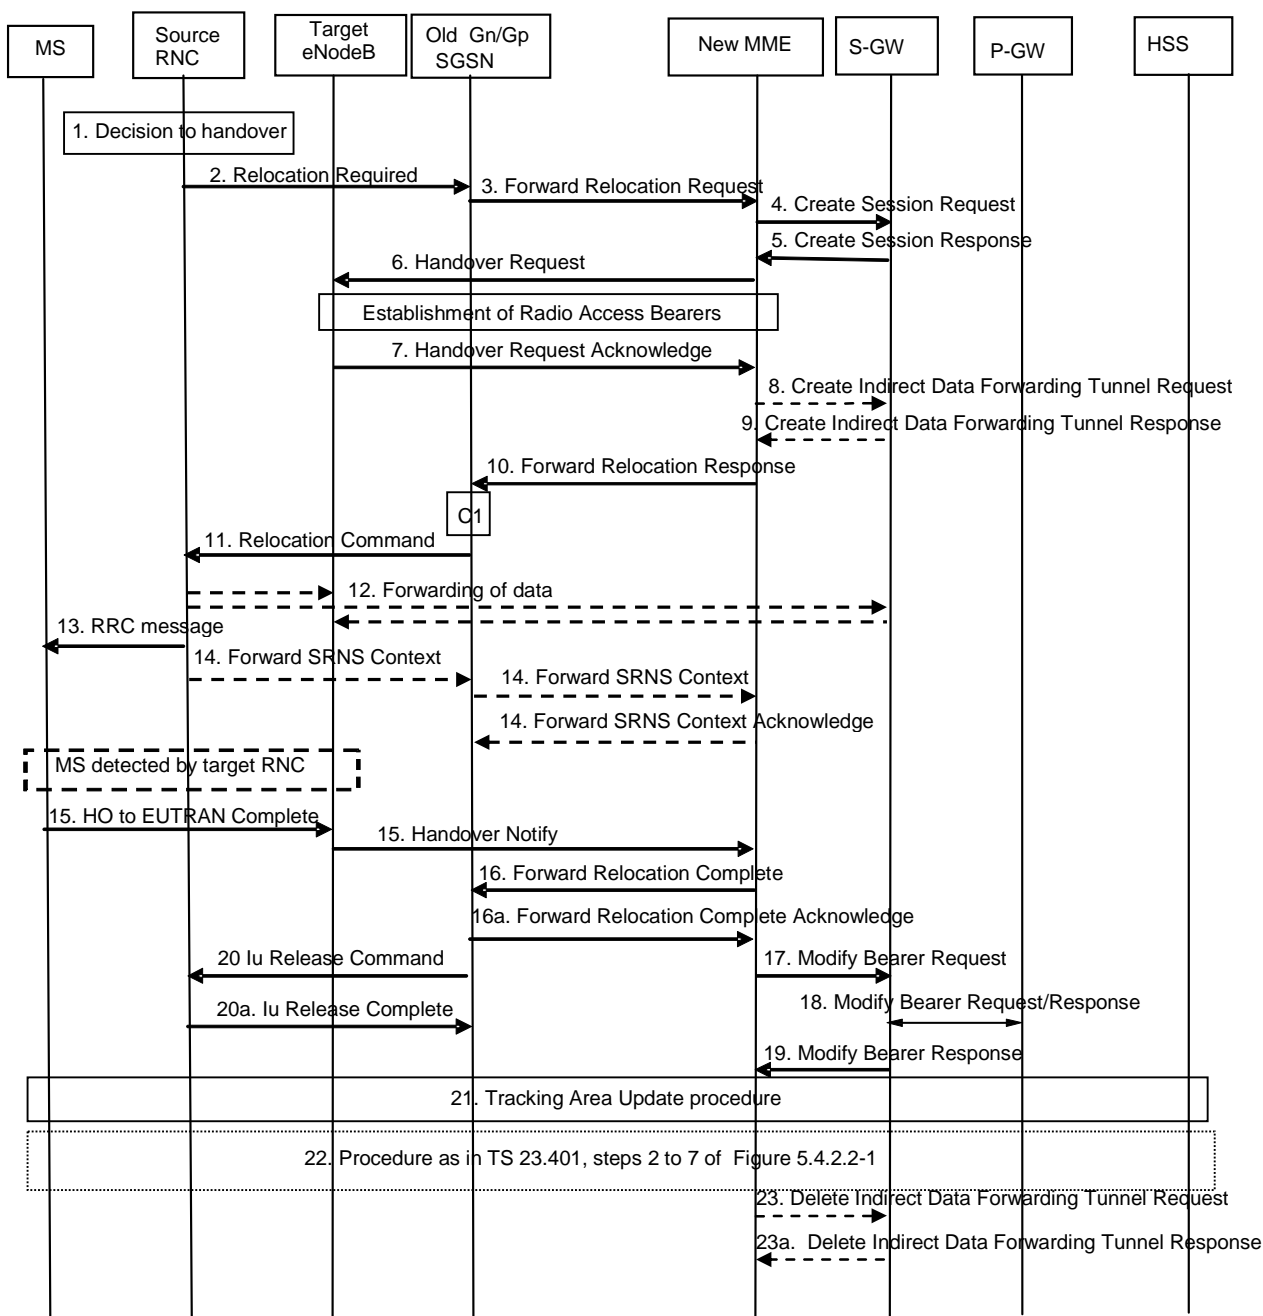 MS
Source
RNC
Target
eNodeB
Old Gn/Gp
SGSN
New MME
S-GW
P-GW
HSS
1. Decision to handover
2. Relocation Required
3. Forward Relocation Request
4. Create Session Request
5. Create Session Response
6. Handover Request
Establishment of Radio Access Bearers
7. Handover Request Acknowledge
8. Create Indirect Data Forwarding Tunnel Request
9. Create Indirect Data Forwarding Tunnel Response
10. Forward Relocation Response
C1
11. Relocation Command
12. Forwarding of data
13. RRC message
14. Forward SRNS Context
14. Forward SRNS Context
14. Forward SRNS Context Acknowledge
MS detected by target RNC
15. HO to EUTRAN Complete
15. Handover Notify
16. Forward Relocation Complete
16a. Forward Relocation Complete Acknowledge
20 Iu Release Command
17. Modify Bearer Request
20a. Iu Release Complete
18. Modify Bearer Request/Response
19. Modify Bearer Response
21. Tracking Area Update procedure
22. Procedure as in TS 23.401, steps 2 to 7 of Figure 5.4.2.2-1
23. Delete Indirect Data Forwarding Tunnel Request
23a. Delete Indirect Data Forwarding Tunnel Response